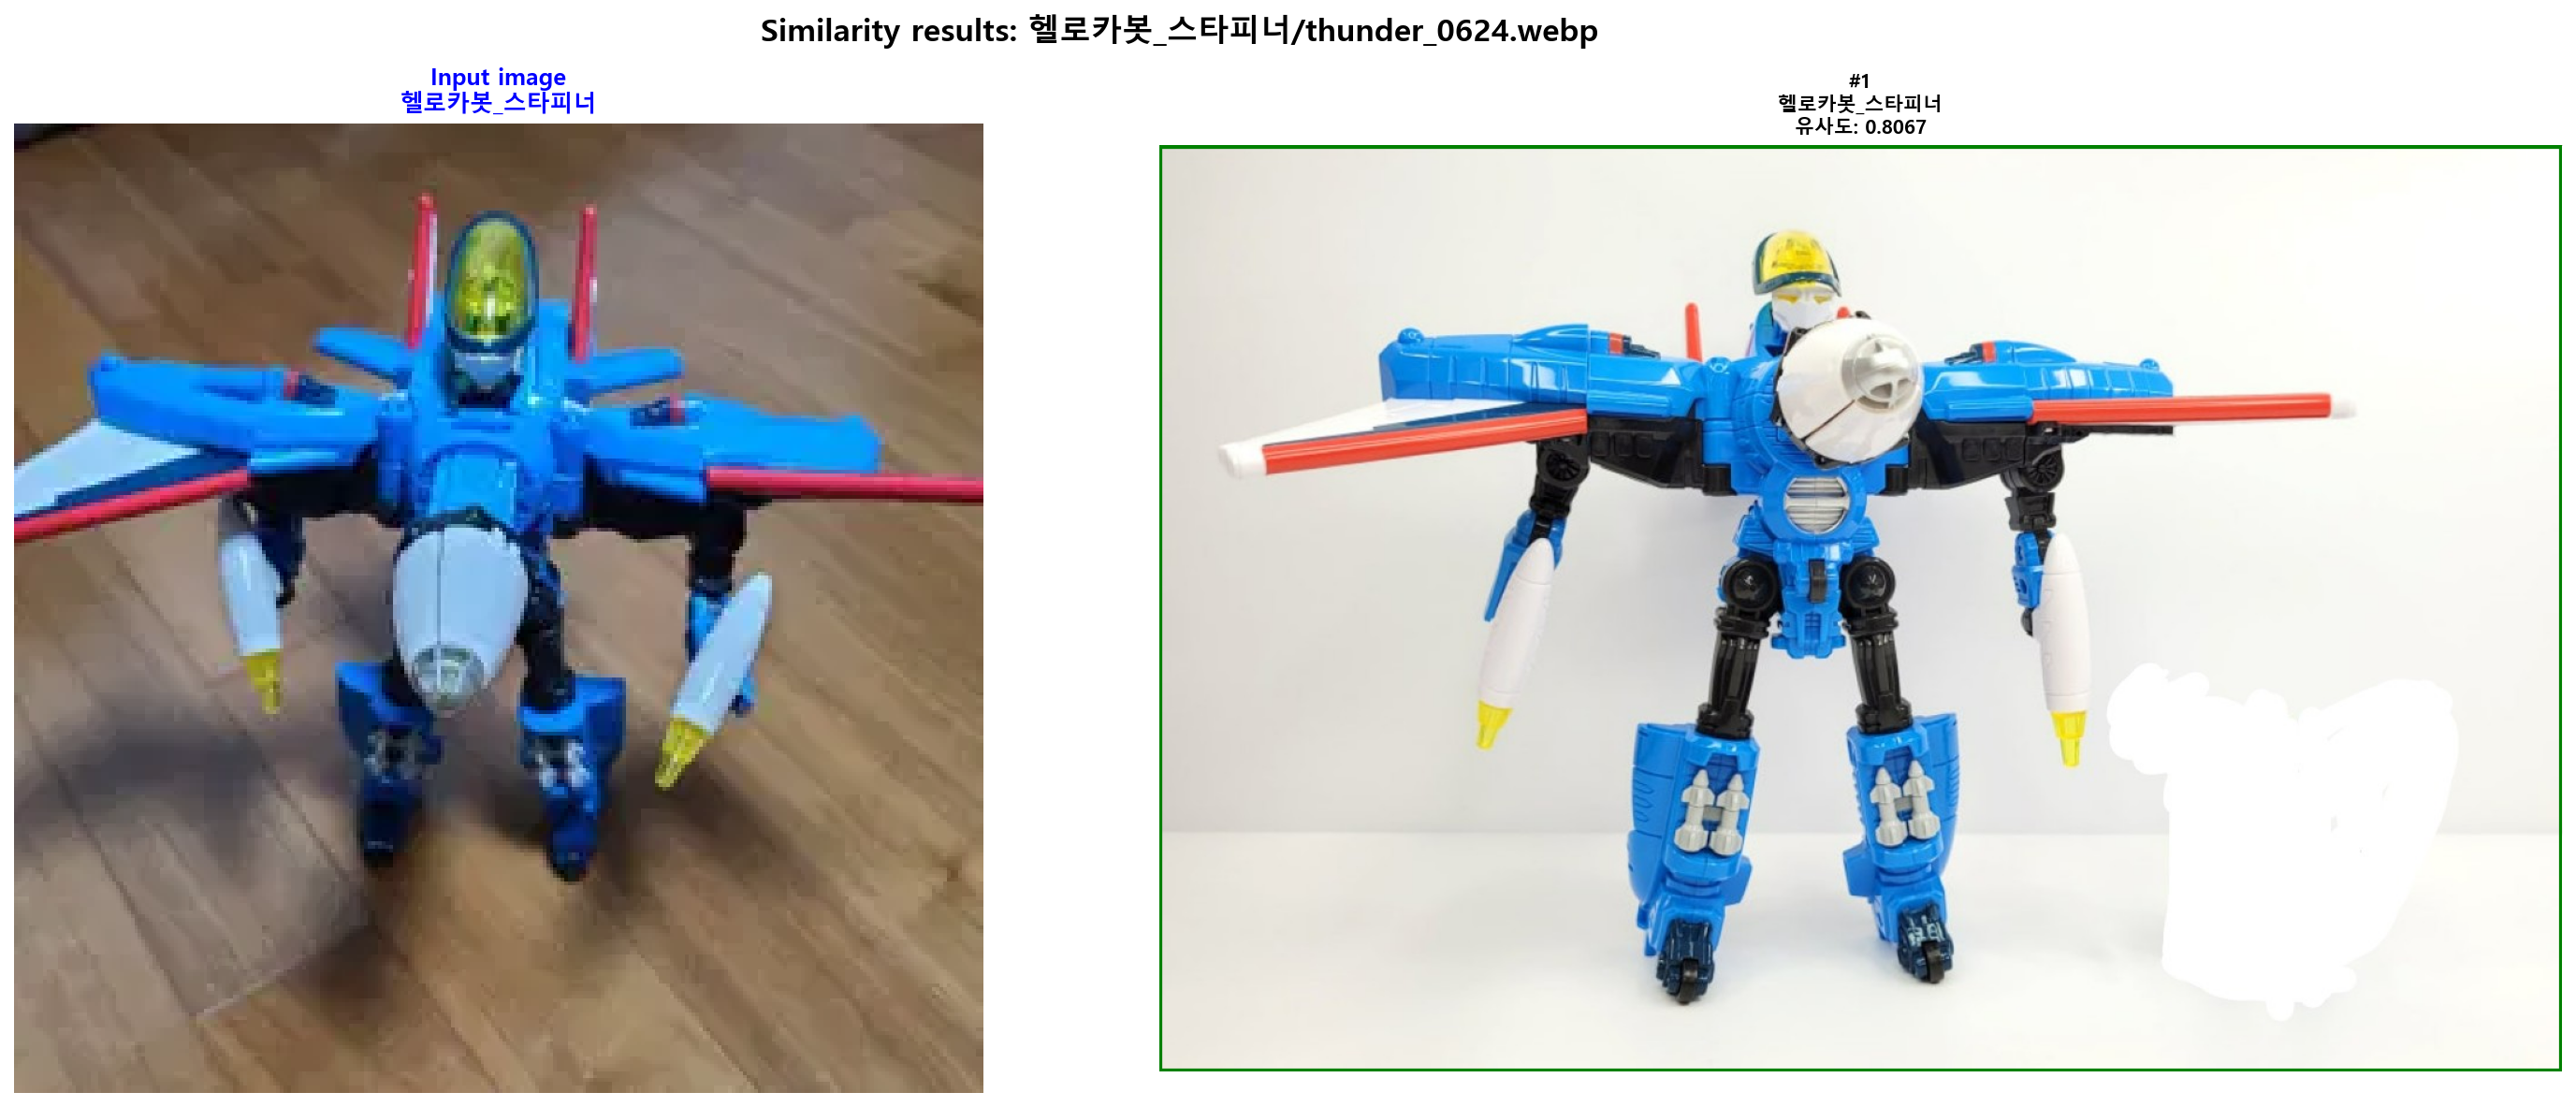 Similarity results: 헬로카봇_스타피너/thunder_0624.webp
Input image
헬로카봇_스타피너
#1
헬로카봇_스타피너
유사도: 0.8067